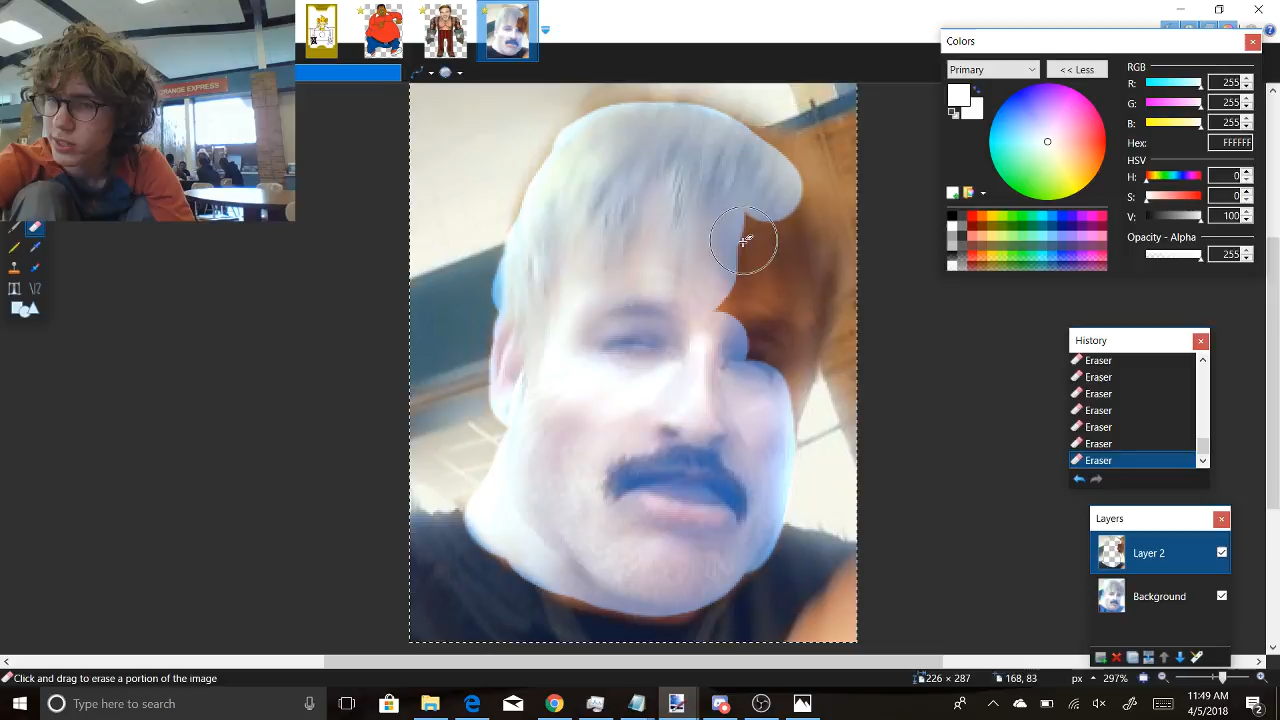 ORANGE EXPRESS
Colors
Primary
<< Less
RGB
R: 255
G: 255
B: 255
Hex: FFFFFF
HSV
H: 0
S: 0
V: 100
Opacity - Alpha
255
History
Eraser
Eraser
Eraser
Eraser
Eraser
Eraser
Eraser
Layers
Layer 2
Background
Click and drag to erase a portion of the image
226 × 287
168, 83
px
297%
Type here to search
11:49 AM
4/5/2018